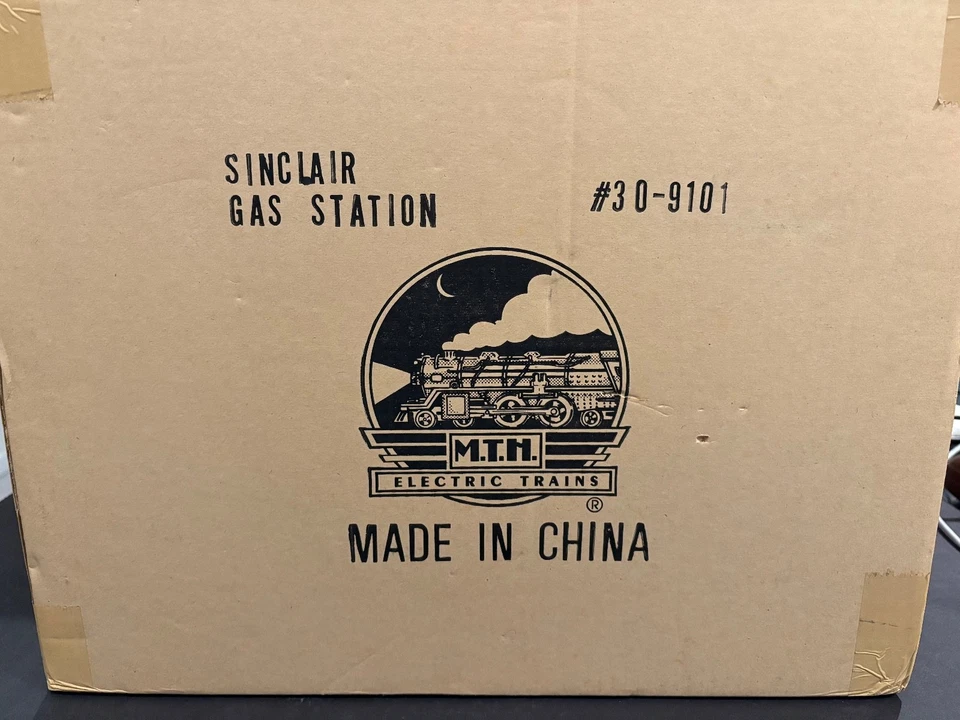 SINCLAIR
GAS STATION
#30-9101
M.T.H.
ELECTRIC TRAINS
®
MADE IN CHINA